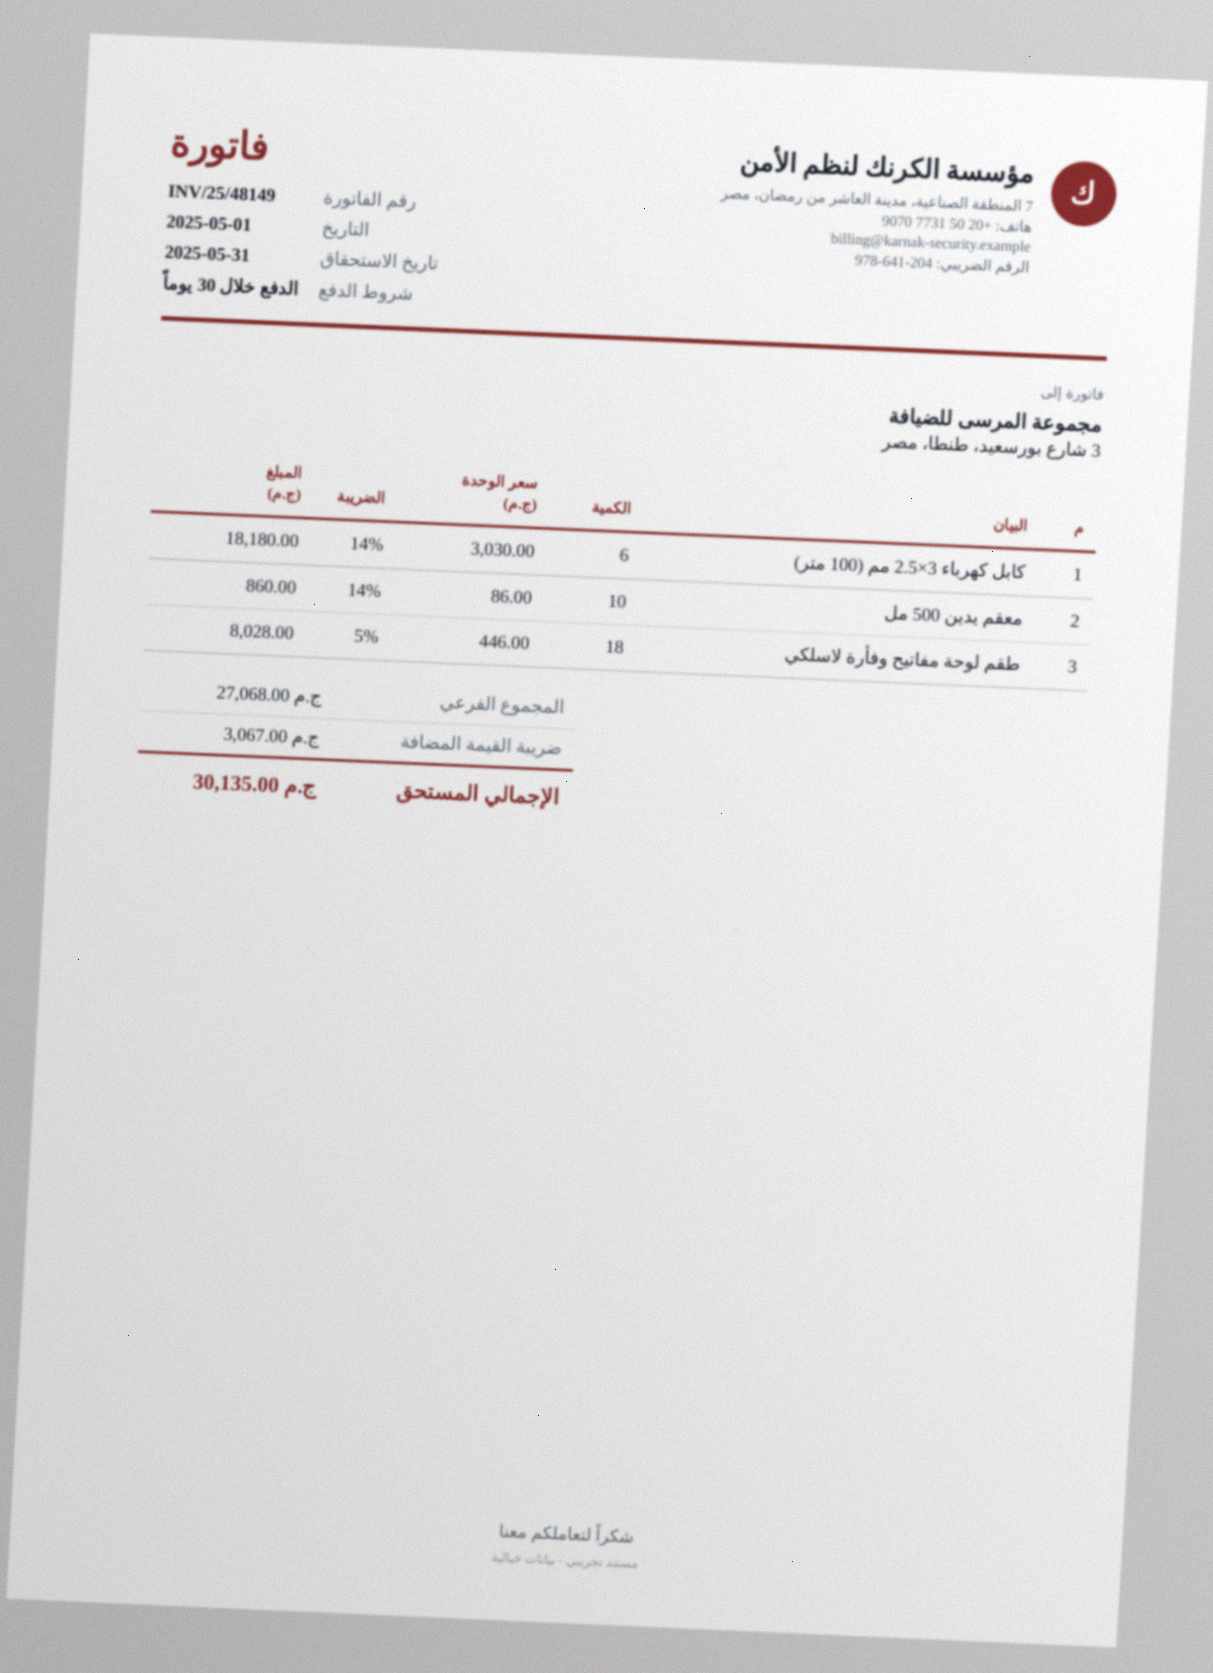 ك
مؤسسة الكرنك لنظم الأمن
7 المنطقة الصناعية، مدينة العاشر من رمضان، مصر
هاتف: +20 50 7731 9070
billing@karnak-security.example
الرقم الضريبي: 204-641-978
فاتورة
رقم الفاتورة INV/25/48149
التاريخ 2025-05-01
تاريخ الاستحقاق 2025-05-31
شروط الدفع الدفع خلال 30 يوماً
فاتورة إلى
مجموعة المرسى للضيافة
3 شارع بورسعيد، طنطا، مصر
م البيان الكمية سعر الوحدة (ج.م) الضريبة المبلغ (ج.م)
1 كابل كهرباء 3×2.5 مم (100 متر) 6 3,030.00 14% 18,180.00
2 معقم يدين 500 مل 10 86.00 14% 860.00
3 طقم لوحة مفاتيح وفأرة لاسلكي 18 446.00 5% 8,028.00
المجموع الفرعي ج.م 27,068.00
ضريبة القيمة المضافة ج.م 3,067.00
الإجمالي المستحق ج.م 30,135.00
شكراً لتعاملكم معنا
مستند تجريبي - بيانات خيالية